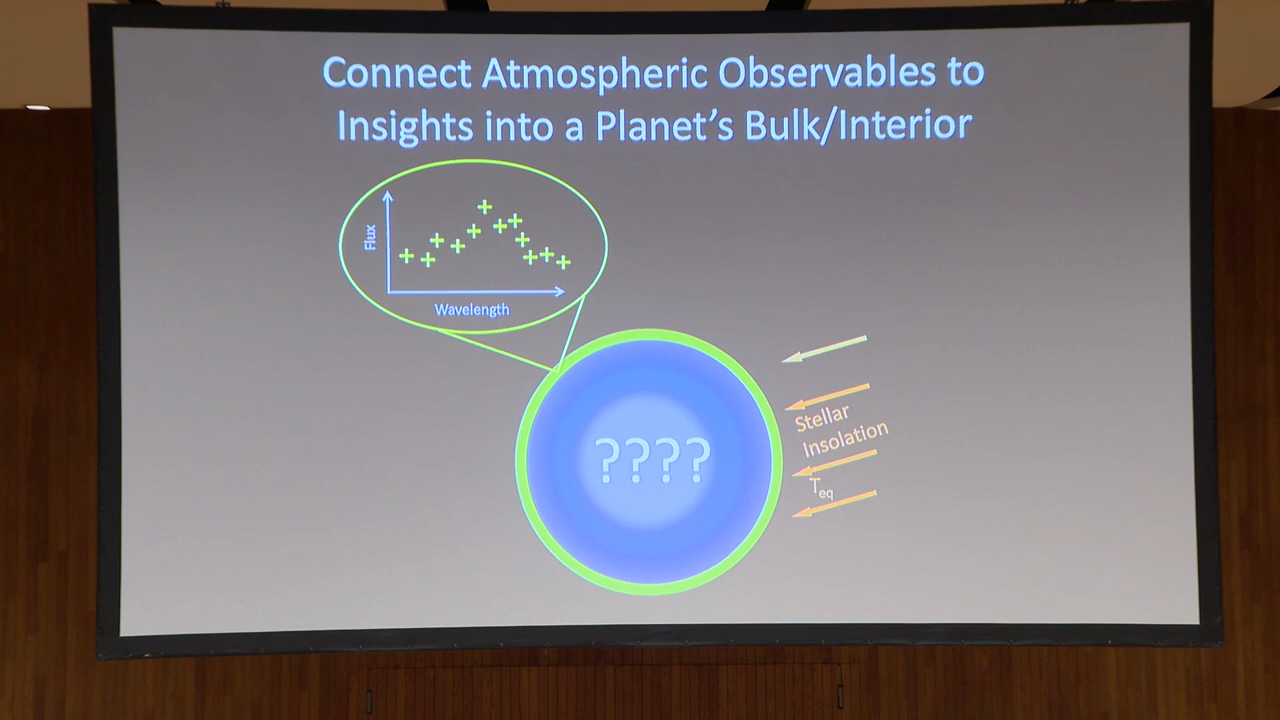 Connect Atmospheric Observables to
Insights into a Planet's Bulk/Interior
Flux
Wavelength
????
Stellar
Insolation
Teq